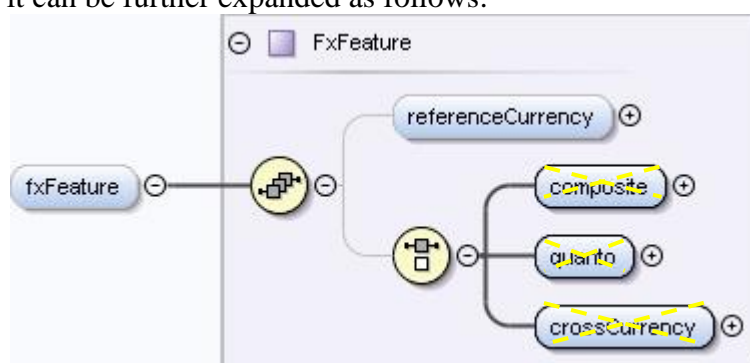 it can be further expanded as follows:
FxFeature
referenceCurrency
fxFeature
composite
quanto
crossCurrency